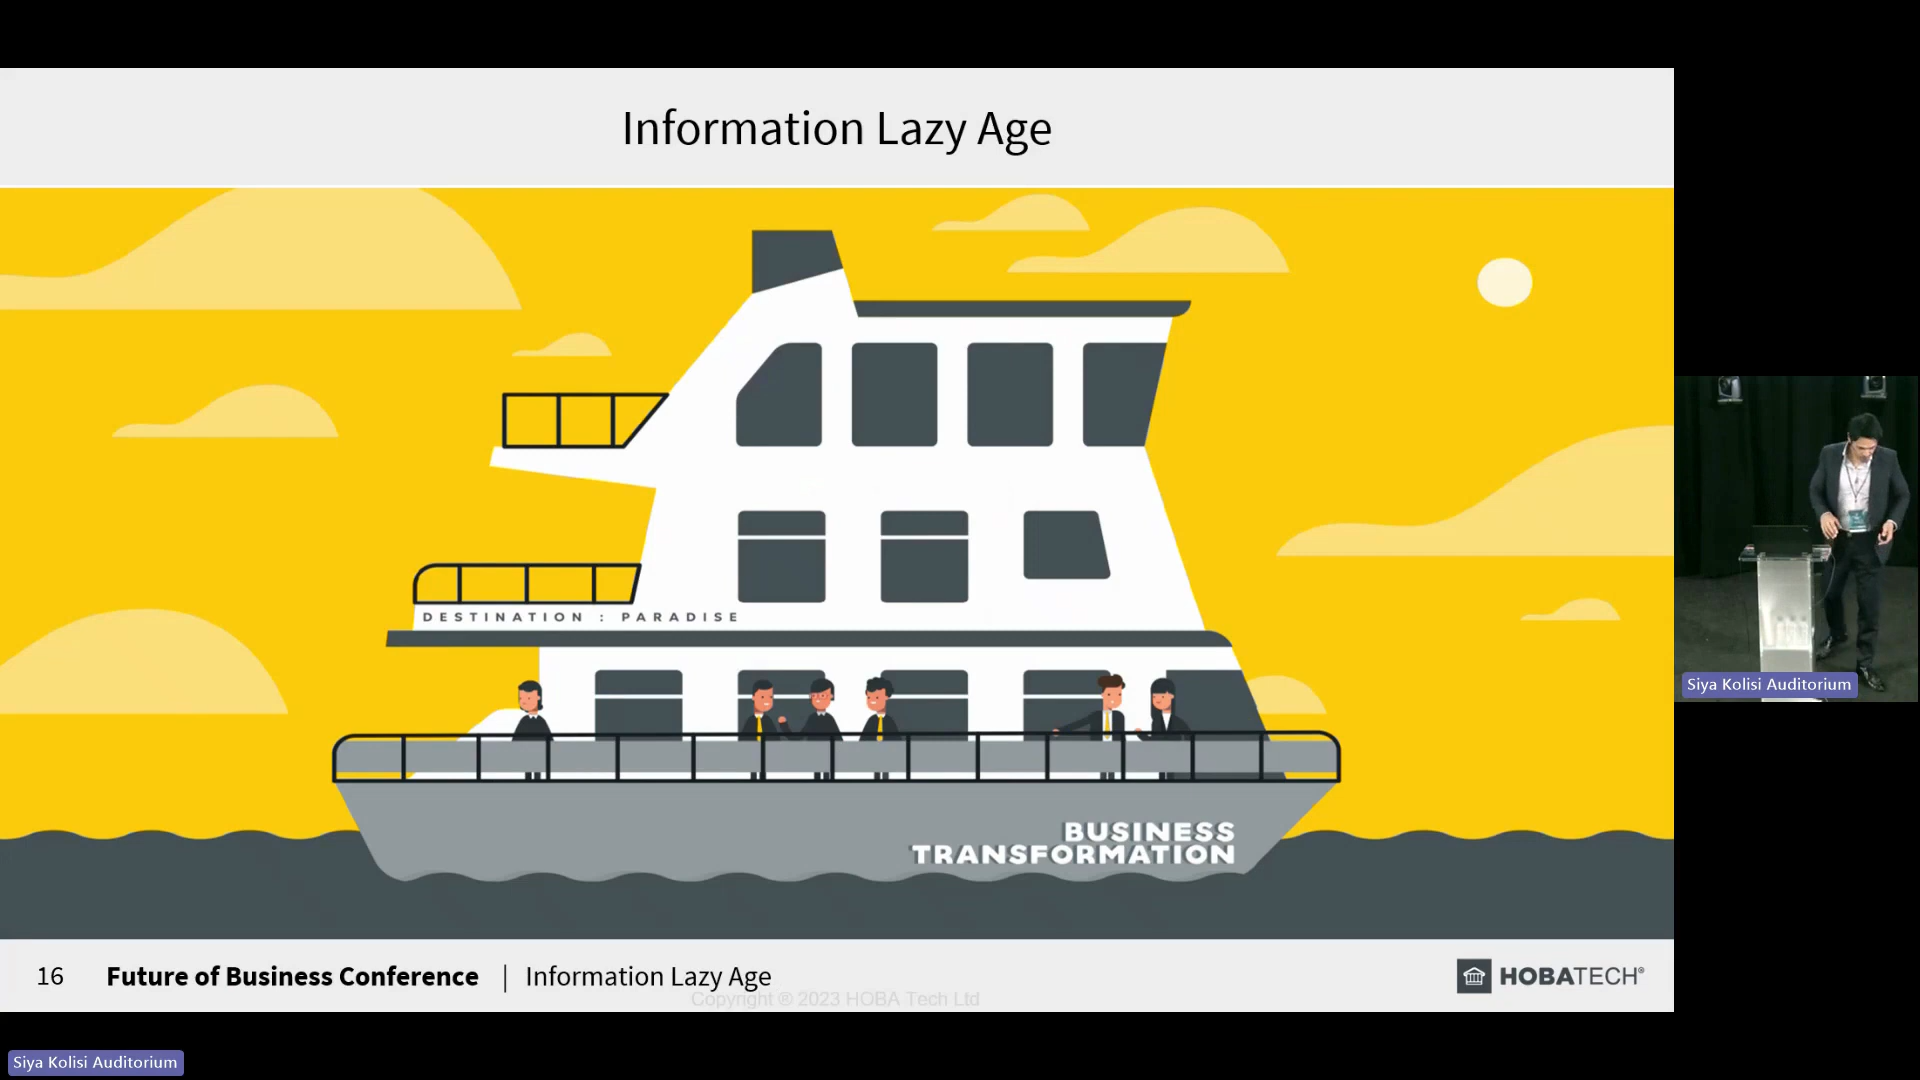 Information Lazy Age
DESTINATION : PARADISE
BUSINESS
TRANSFORMATION
16 Future of Business Conference | Information Lazy Age
HOBATECH®
Copyright ® 2023 HOBA Tech Ltd
Siya Kolisi Auditorium
Siya Kolisi Auditorium